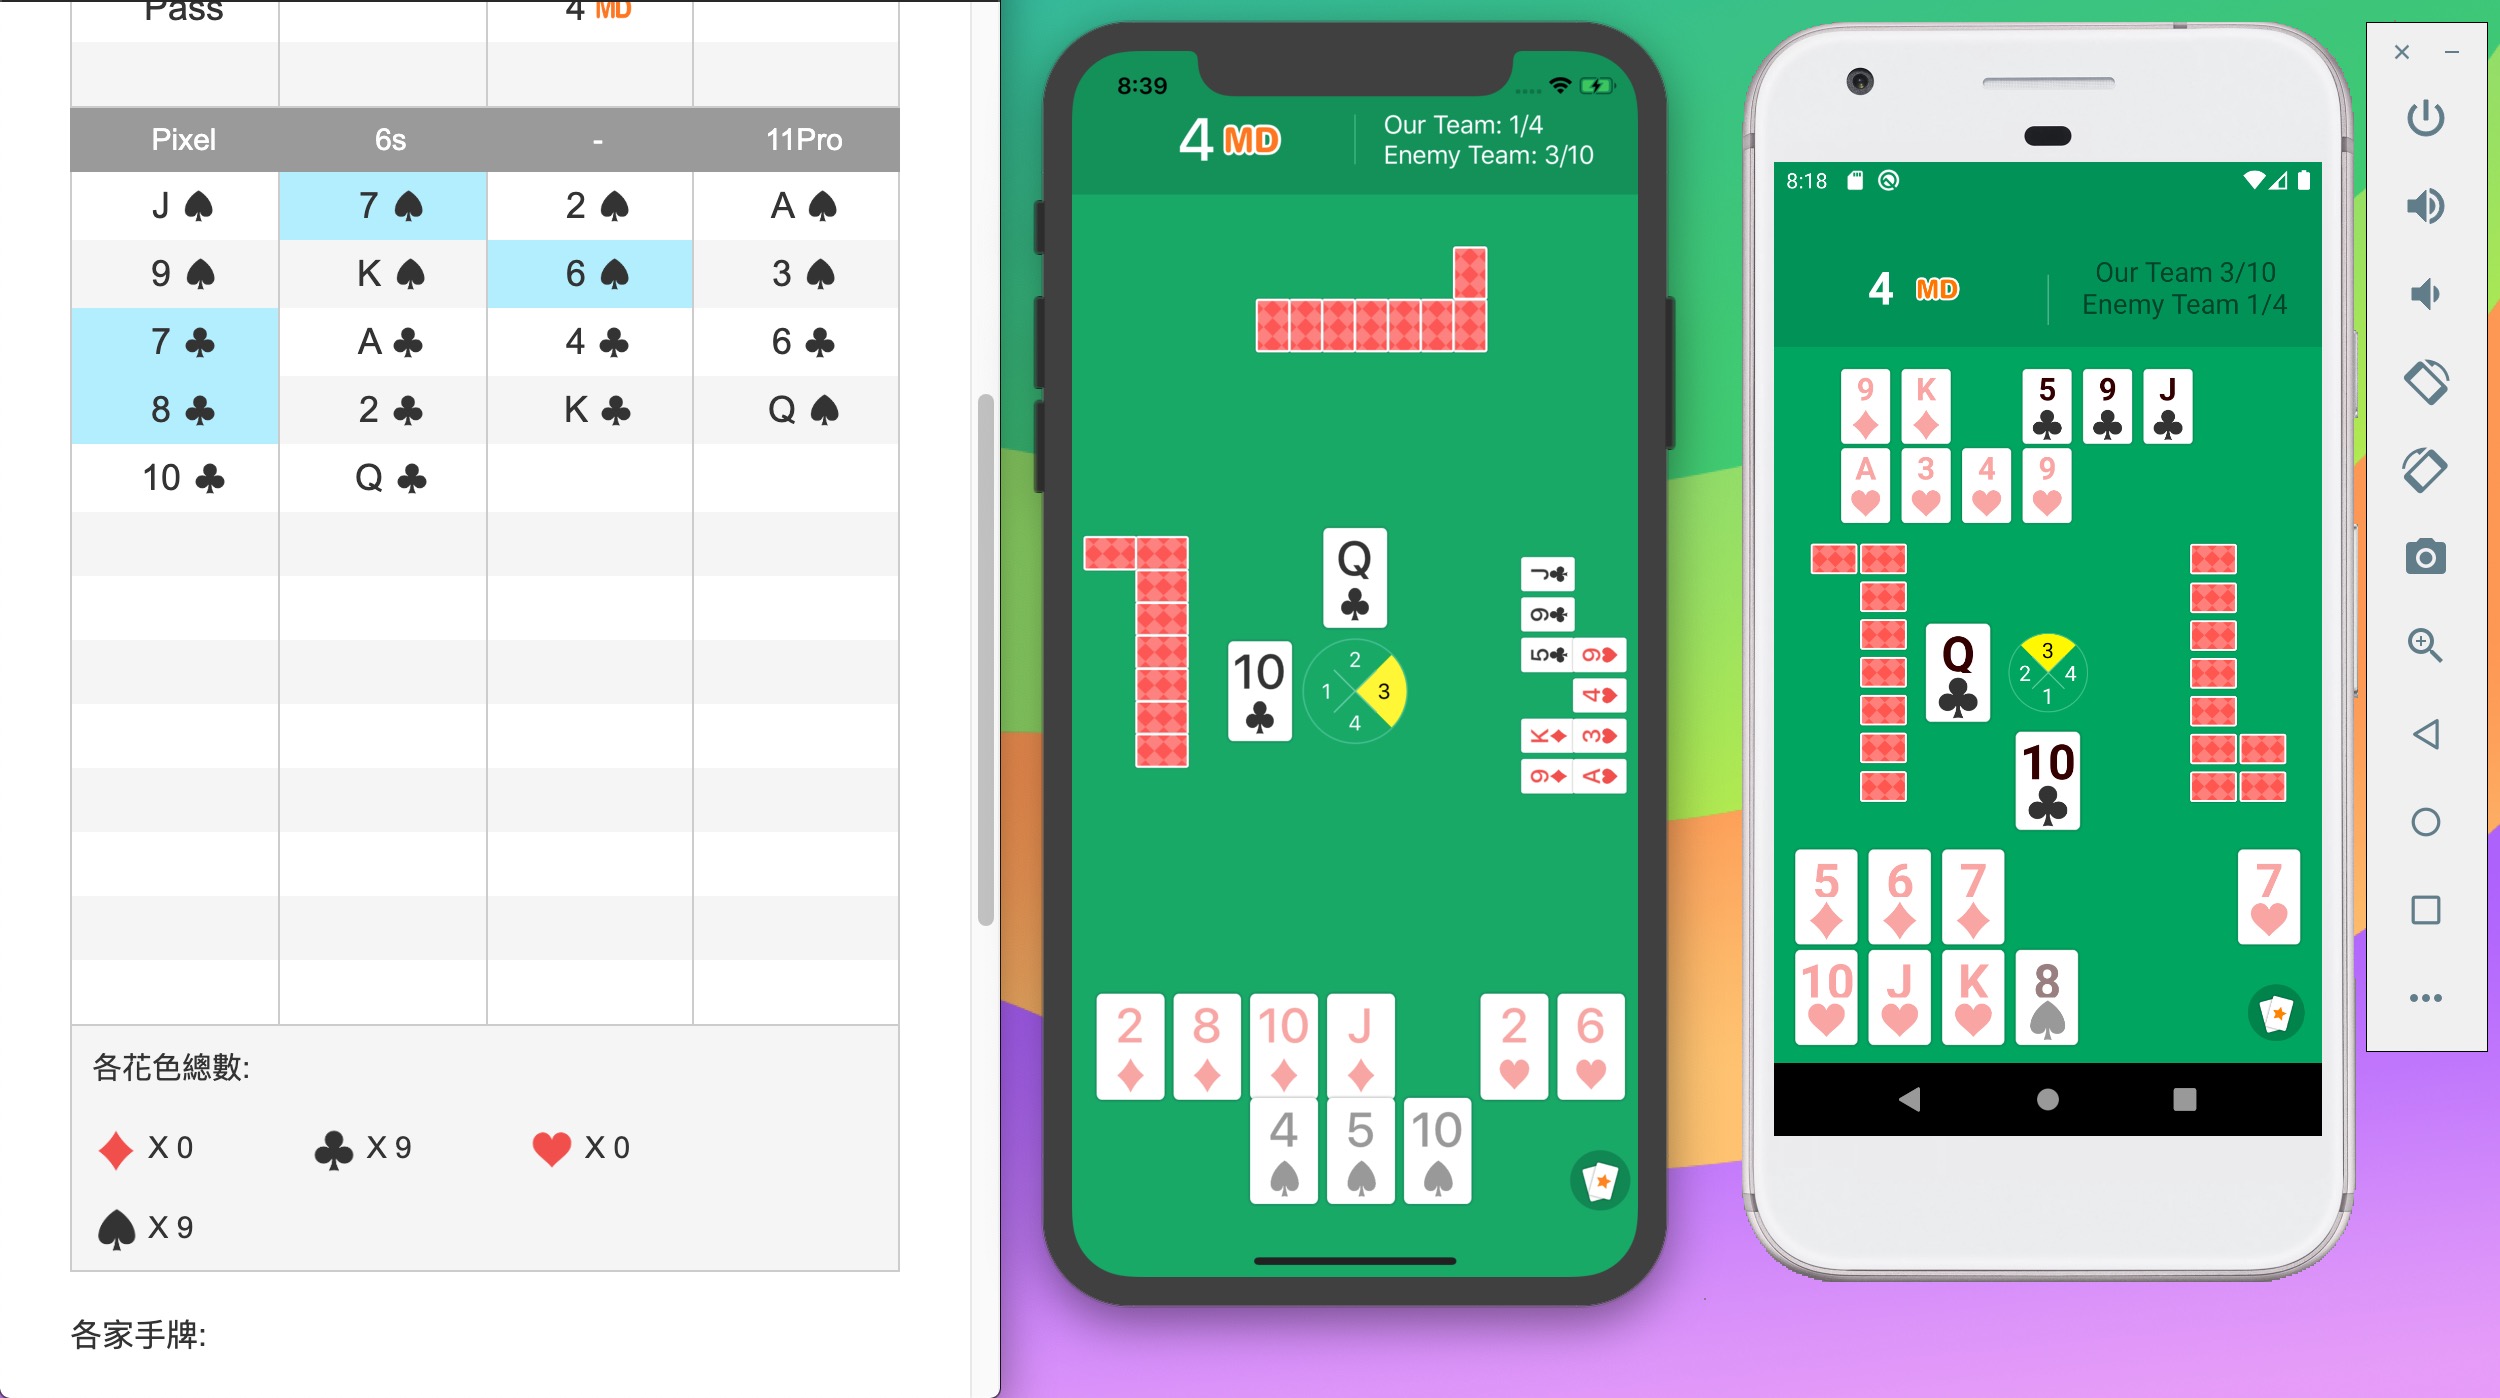 Pass 4 MD
Pixel 6s - 11Pro
J ♠ 7 ♠ 2 ♠ A ♠
9 ♠ K ♠ 6 ♠ 3 ♠
7 ♣ A ♣ 4 ♣ 6 ♣
8 ♣ 2 ♣ K ♣ Q ♠
10 ♣ Q ♣
各花色總數:
♦ X 0 ♣ X 9 ♥ X 0
♠ X 9
各家手牌:
8:39
4 MD
Our Team: 1/4
Enemy Team: 3/10
Q ♣
10 ♣
2
1 3
4
J ♣
9 ♣
5 ♣ 9 ♥
4 ♥
K ♦ 3 ♥
9 ♦ A ♥
2 ♦ 8 ♦ 10 ♦ J ♦ 2 ♥ 6 ♥
4 ♠ 5 ♠ 10 ♠
8:18
4 MD
Our Team 3/10
Enemy Team 1/4
9 ♦ K ♦ 5 ♣ 9 ♣ J ♣
A ♥ 3 ♥ 4 ♥ 9 ♥
Q ♣
3
2 4
1
10 ♣
5 ♦ 6 ♦ 7 ♦ 7 ♥
10 ♥ J ♥ K ♥ 8 ♠